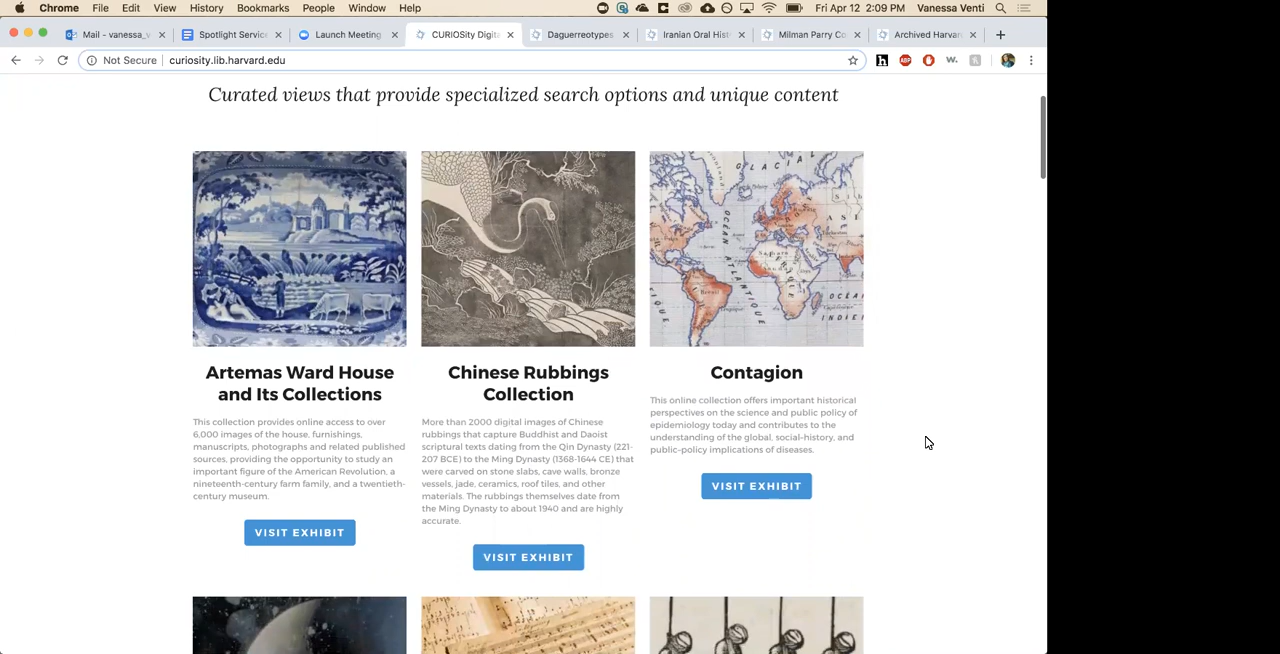 Chrome File Edit View History Bookmarks People Window Help Fri Apr 12 2:09 PM Vanessa Venti
Mail - vanessa_v Spotlight Service Launch Meeting CURIOSity Digita Daguerreotypes Iranian Oral Hist Milman Parry Co Archived Harvar
Not Secure curiosity.lib.harvard.edu ABP
Curated views that provide specialized search options and unique content
GLACIAL
OCÉAN ATLANTIQUE
Brésil
Artemas Ward House
and Its Collections
This collection provides online access to over
6,000 images of the house, furnishings,
manuscripts, photographs and related published
sources, providing the opportunity to study an
important figure of the American Revolution, a
nineteenth-century farm family, and a twentieth-
century museum.
VISIT EXHIBIT
Chinese Rubbings
Collection
More than 2000 digital images of Chinese
rubbings that capture Buddhist and Daoist
scriptural texts dating from the Qin Dynasty (221-
207 BCE) to the Ming Dynasty (1368-1644 CE) that
were carved on stone slabs, cave walls, bronze
vessels, jade, ceramics, roof tiles, and other
materials. The rubbings themselves date from
the Ming Dynasty to about 1940 and are highly
accurate.
VISIT EXHIBIT
Contagion
This online collection offers important historical
perspectives on the science and public policy of
epidemiology today and contributes to the
understanding of the global, social-history, and
public-policy implications of diseases.
VISIT EXHIBIT